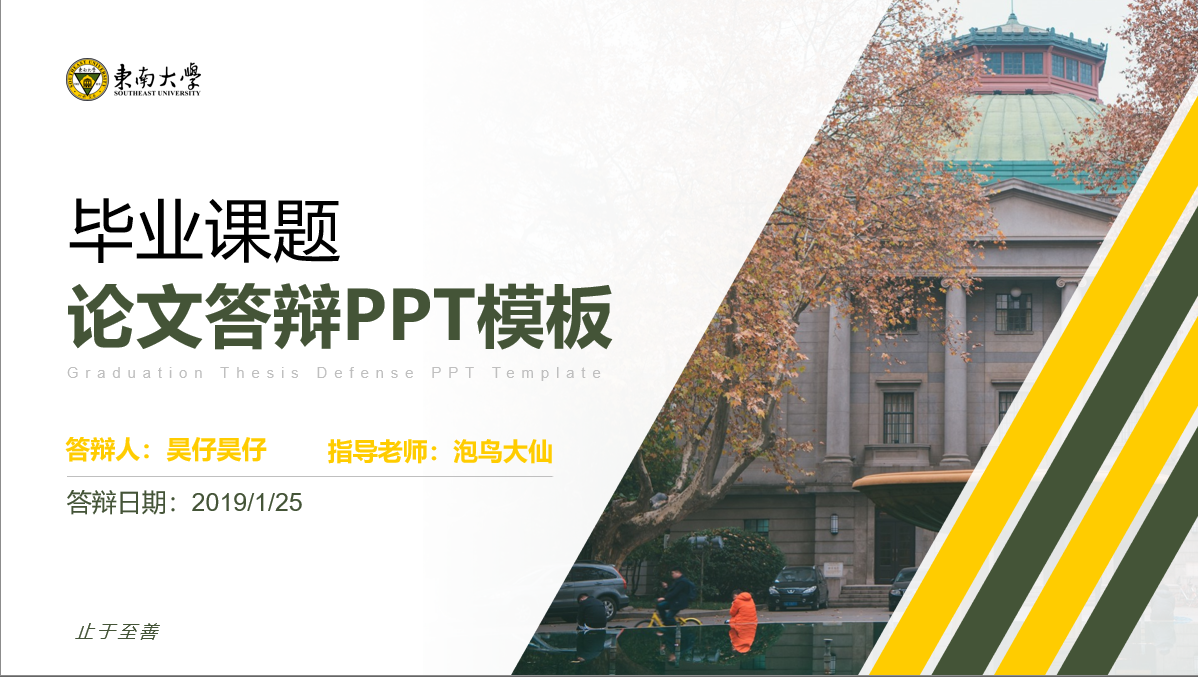 東南大學
SOUTHEAST UNIVERSITY
毕业课题
论文答辩PPT模板
Graduation Thesis Defense PPT Template
答辩人：昊仔昊仔 指导老师：泡鸟大仙
答辩日期：2019/1/25
止于至善